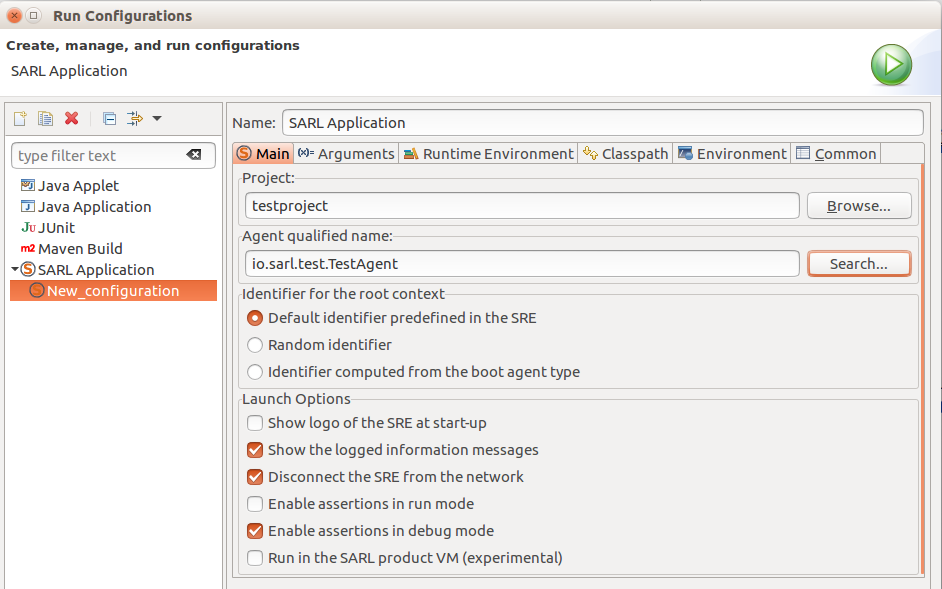 Run Configurations
Create, manage, and run configurations
SARL Application
type filter text
Java Applet
Java Application
Ju JUnit
m2 Maven Build
S SARL Application
S New_configuration
Name: SARL Application
S Main (x)= Arguments Runtime Environment Classpath Environment Common
Project:
testproject Browse...
Agent qualified name:
io.sarl.test.TestAgent Search...
Identifier for the root context
Default identifier predefined in the SRE
Random identifier
Identifier computed from the boot agent type
Launch Options
Show logo of the SRE at start-up
Show the logged information messages
Disconnect the SRE from the network
Enable assertions in run mode
Enable assertions in debug mode
Run in the SARL product VM (experimental)